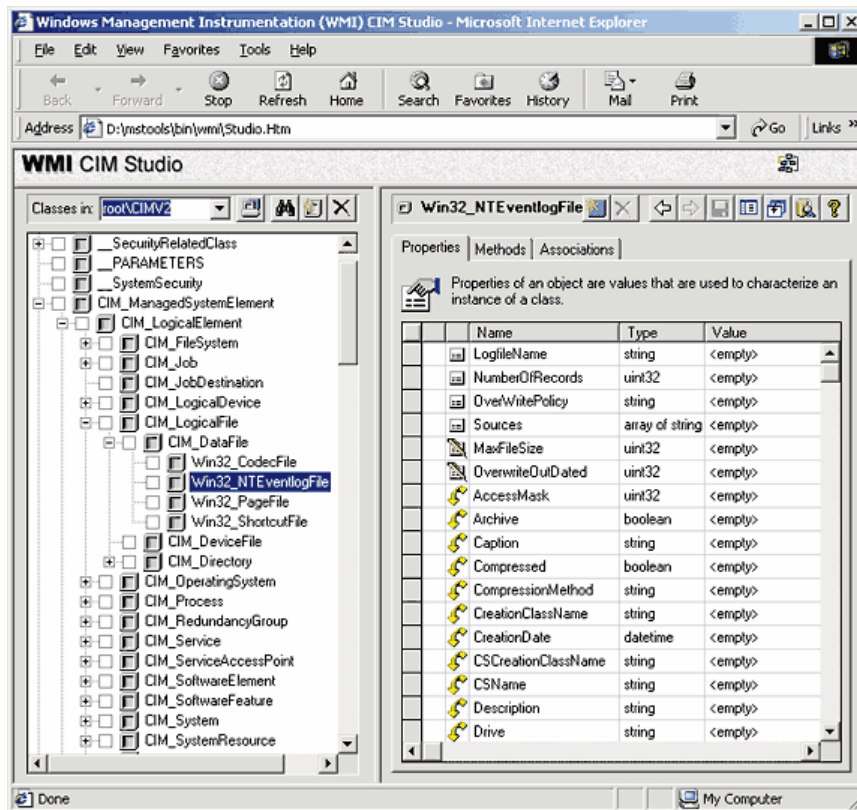 Windows Management Instrumentation (WMI) CIM Studio - Microsoft Internet Explorer
File Edit View Favorites Tools Help
Back Forward Stop Refresh Home Search Favorites History Mail Print
Address D:\mstools\bin\wmi\Studio.Htm Go Links »
WMI CIM Studio
Classes in: root\CIMV2
__SecurityRelatedClass
__PARAMETERS
__SystemSecurity
CIM_ManagedSystemElement
CIM_LogicalElement
CIM_FileSystem
CIM_Job
CIM_JobDestination
CIM_LogicalDevice
CIM_LogicalFile
CIM_DataFile
Win32_CodecFile
Win32_NTEventlogFile
Win32_PageFile
Win32_ShortcutFile
CIM_DeviceFile
CIM_Directory
CIM_OperatingSystem
CIM_Process
CIM_RedundancyGroup
CIM_Service
CIM_ServiceAccessPoint
CIM_SoftwareElement
CIM_SoftwareFeature
CIM_System
CIM_SystemResource
Win32_NTEventlogFile
Properties Methods Associations
Properties of an object are values that are used to characterize an
instance of a class.
Name Type Value
LogfileName string <empty>
NumberOfRecords uint32 <empty>
OverWritePolicy string <empty>
Sources array of string <empty>
MaxFileSize uint32 <empty>
OverwriteOutDated uint32 <empty>
AccessMask uint32 <empty>
Archive boolean <empty>
Caption string <empty>
Compressed boolean <empty>
CompressionMethod string <empty>
CreationClassName string <empty>
CreationDate datetime <empty>
CSCreationClassName string <empty>
CSName string <empty>
Description string <empty>
Drive string <empty>
Done My Computer